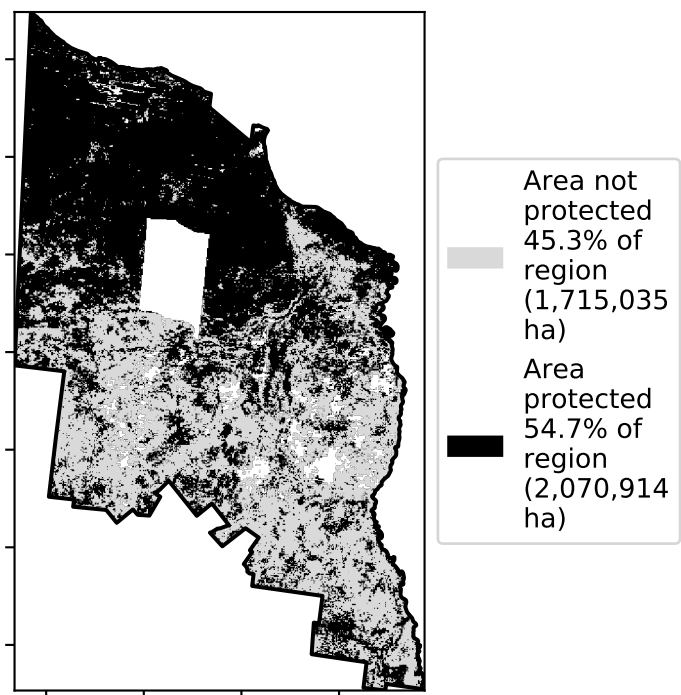 Area not
protected
45.3% of
region
(1,715,035
ha)
Area
protected
54.7% of
region
(2,070,914
ha)